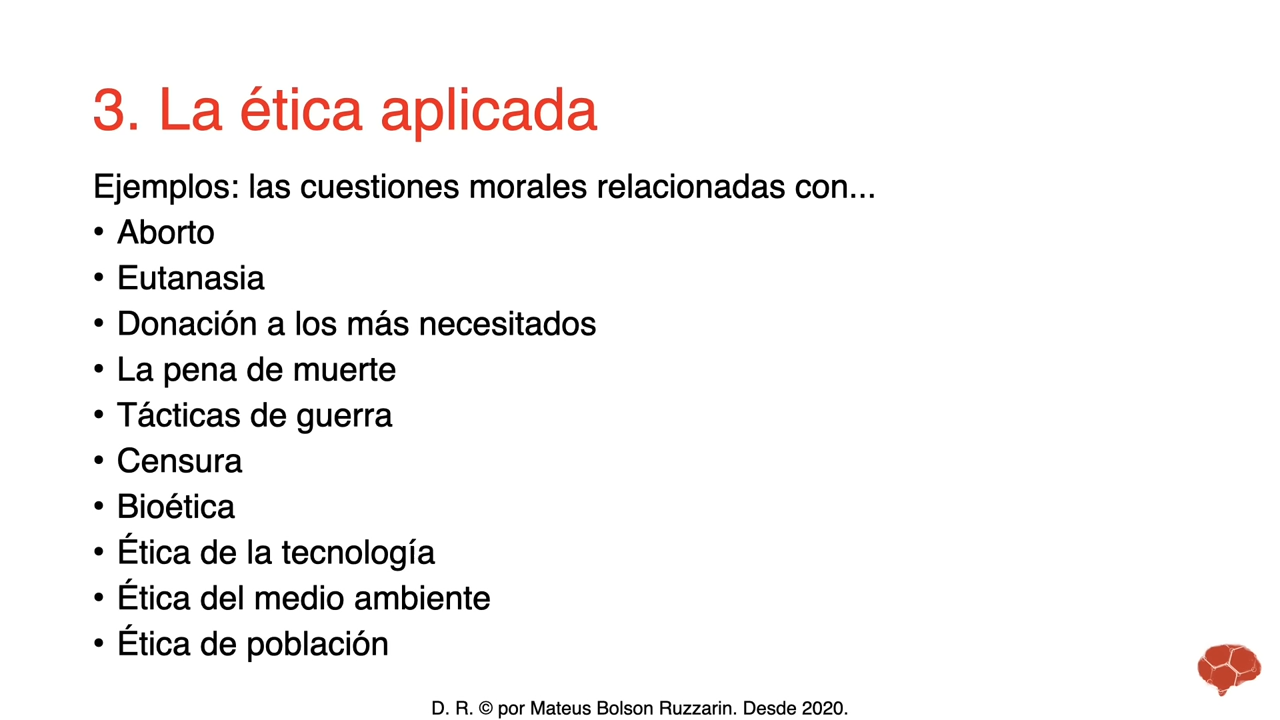 3. La ética aplicada
Ejemplos: las cuestiones morales relacionadas con...
• Aborto
• Eutanasia
• Donación a los más necesitados
• La pena de muerte
• Tácticas de guerra
• Censura
• Bioética
• Ética de la tecnología
• Ética del medio ambiente
• Ética de población
D. R. © por Mateus Bolson Ruzzarin. Desde 2020.